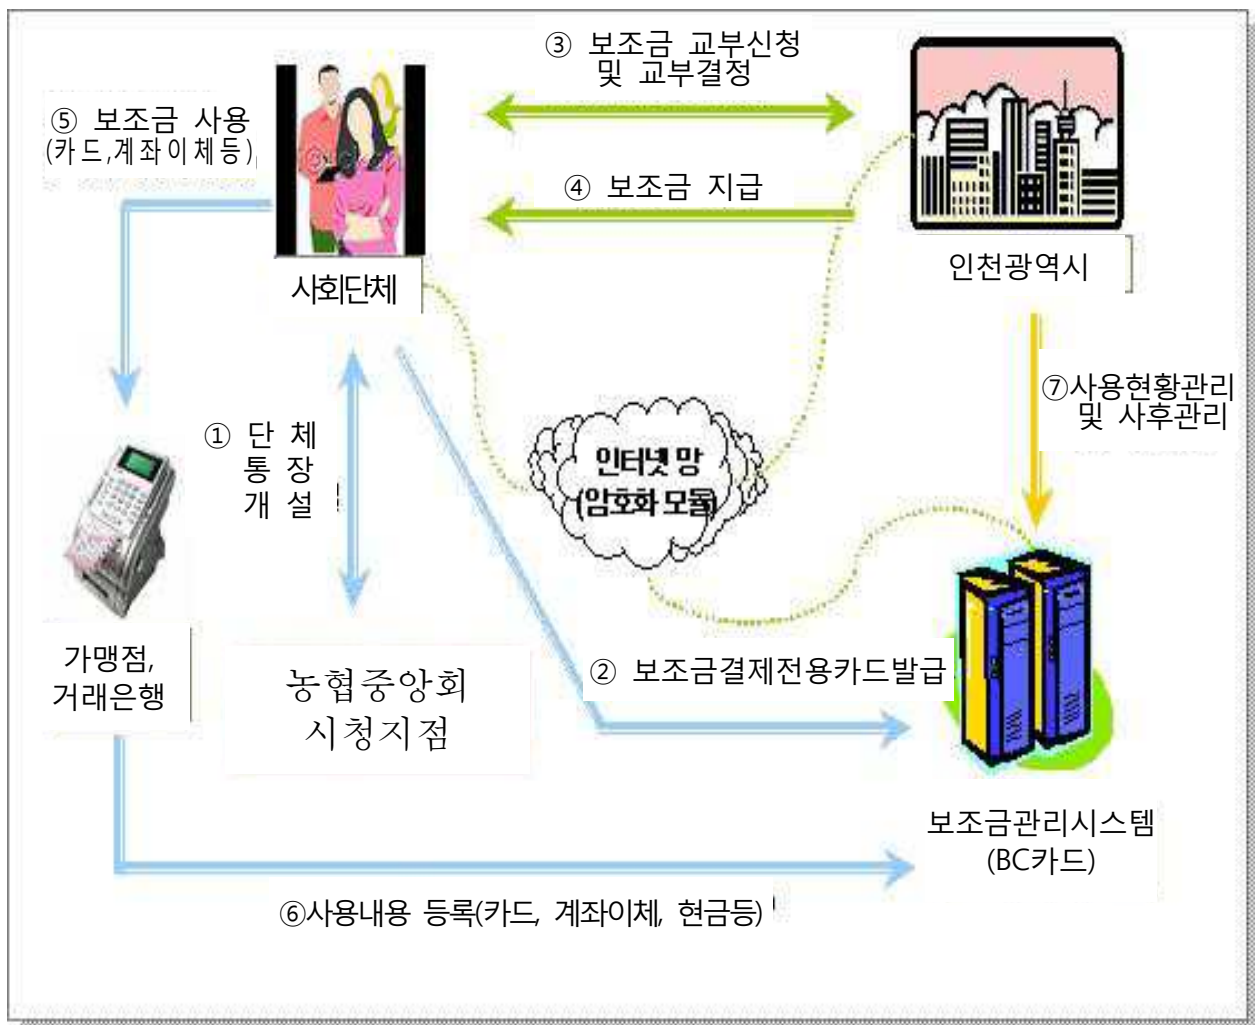 ③ 보조금 교부신청
및 교부결정
⑤ 보조금 사용
(카드,계좌이체등)
④ 보조금 지급
사회단체
인천광역시
⑦사용현황관리
및 사후관리
① 단 체
통 장
개 설
인터넷 망
(암호화 모듈)
가맹점,
거래은행
농협중앙회
시청지점
② 보조금결제전용카드발급
보조금관리시스템
(BC카드)
⑥사용내용 등록(카드, 계좌이체, 현금등)